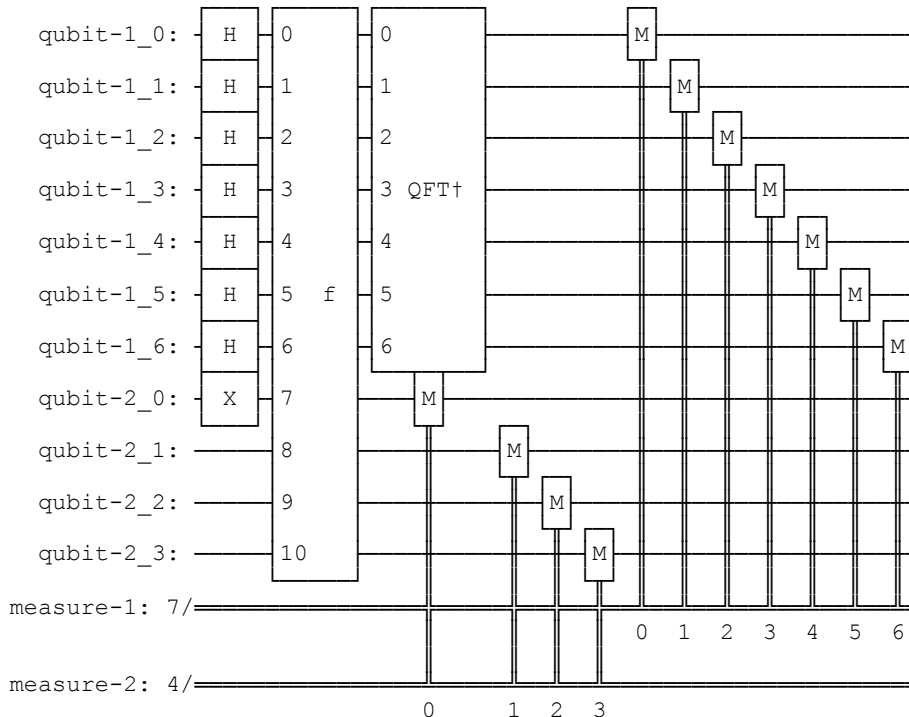 qubit-1_0: H 0 0 M
qubit-1_1: H 1 1 M
qubit-1_2: H 2 2 M
qubit-1_3: H 3 3 QFT† M
qubit-1_4: H 4 4 M
qubit-1_5: H 5 f 5 M
qubit-1_6: H 6 6 M
qubit-2_0: X 7 M
qubit-2_1: 8 M
qubit-2_2: 9 M
qubit-2_3: 10 M
measure-1: 7/
0 1 2 3 4 5 6
measure-2: 4/
0 1 2 3